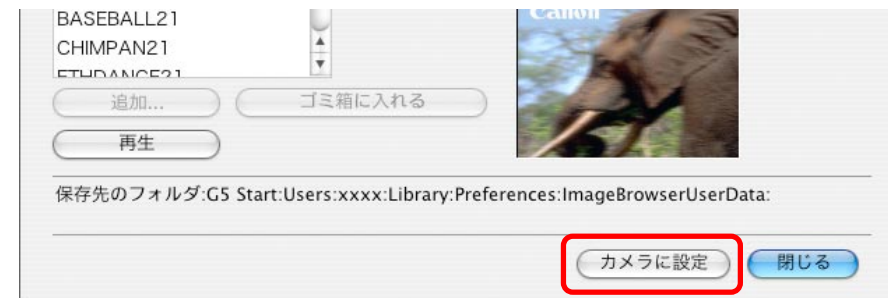 Canon
BASEBALL21
CHIMPAN21
ETHDANCE21
追加...
ゴミ箱に入れる
再生
保存先のフォルダ:G5 Start:Users:xxxx:Library:Preferences:ImageBrowserUserData:
カメラに設定
閉じる